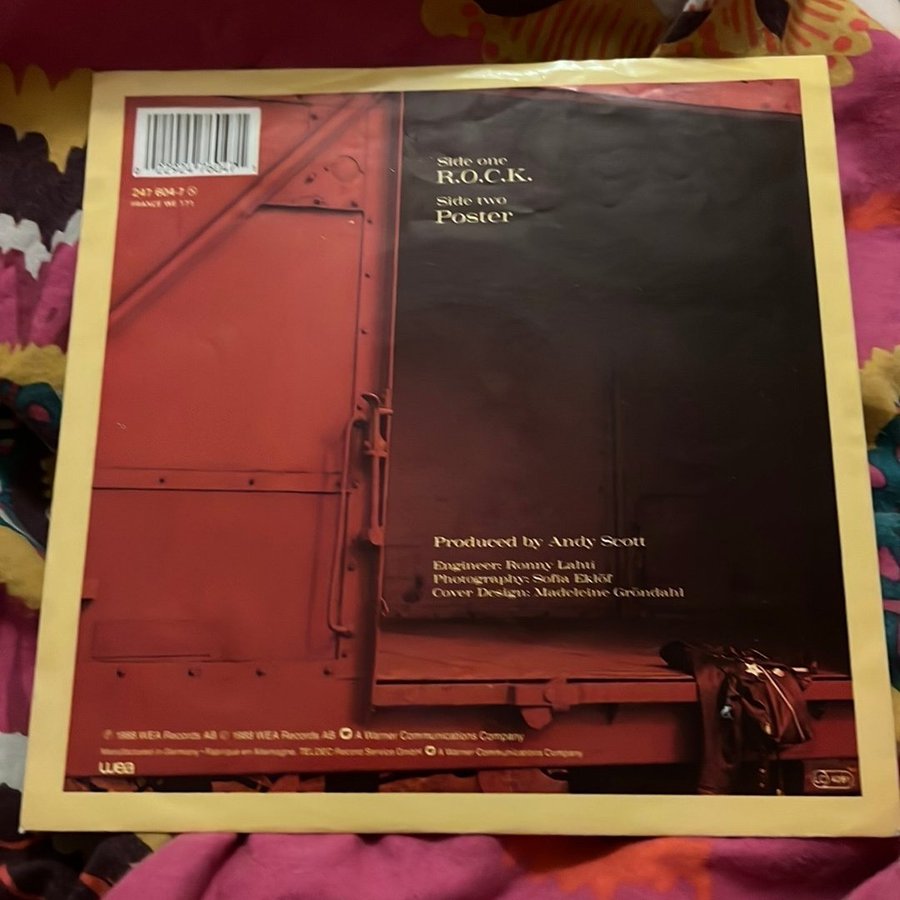 247 604-7
FRANCE WE 171
Side one
R.O.C.K.
Side two
Poster
Produced by Andy Scott
Engineer: Ronny Lahti
Photography: Sofia Eklöf
Cover Design: Madeleine Gröndahl
℗ 1988 WEA Records AB © 1988 WEA Records AB A Warner Communications Company
Manufactured in Germany • Fabriqué en Allemagne. TELDEC Record Service GmbH A Warner Communications Company
wea
LC 4281